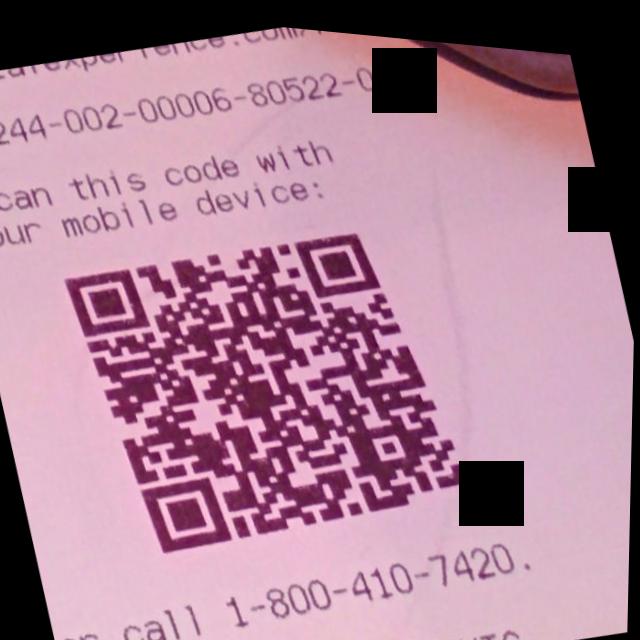 244-002-00006-80522-0
can this code with
our mobile device:
call 1-800-410-7420.